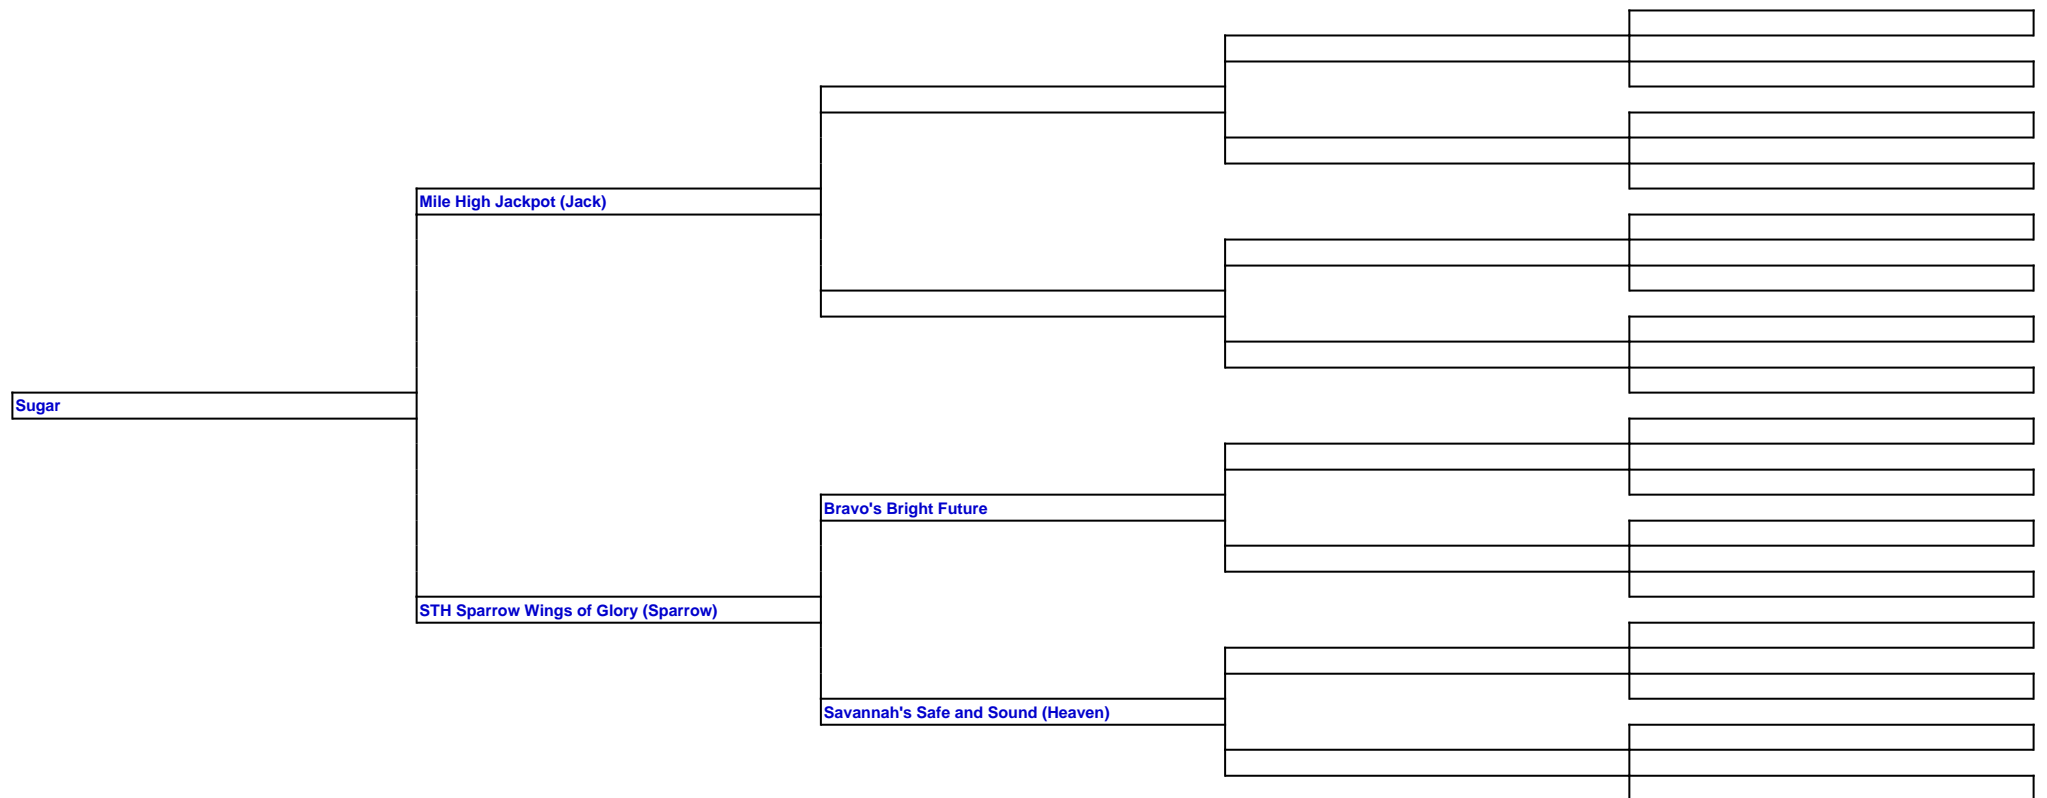 Mile High Jackpot (Jack)
Sugar
Bravo's Bright Future
STH Sparrow Wings of Glory (Sparrow)
Savannah's Safe and Sound (Heaven)